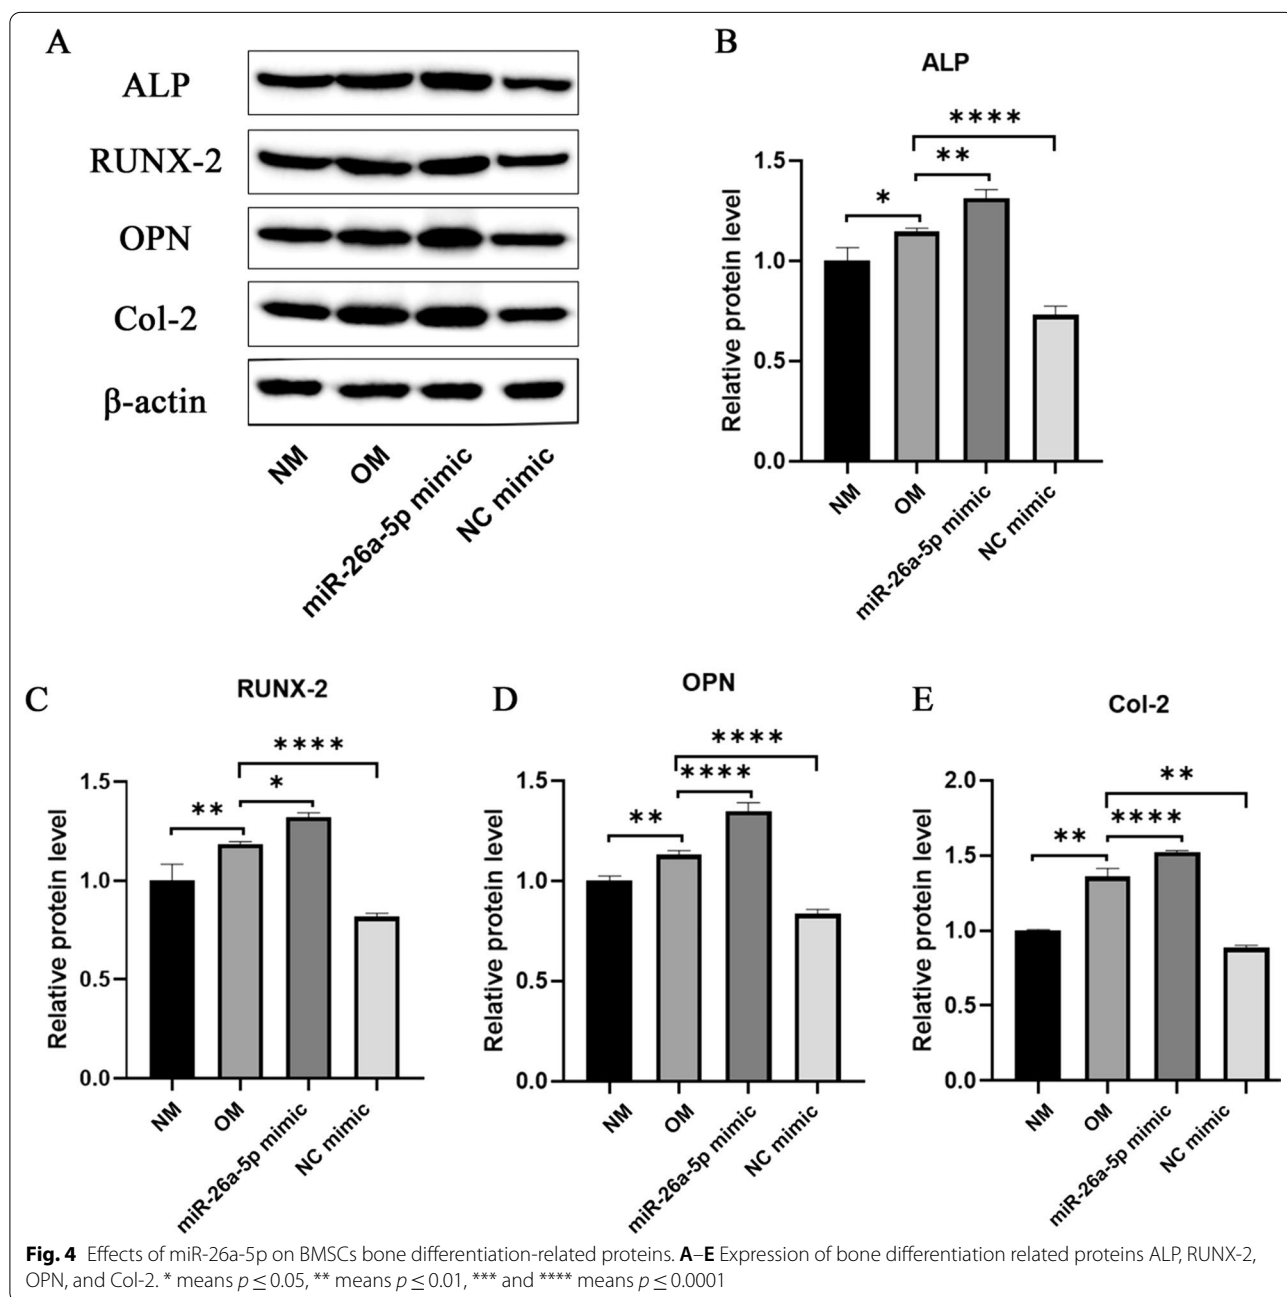 A
ALP
RUNX-2
OPN
Col-2
β-actin
NM
OM
miR-26a-5p mimic
NC mimic
B
ALP
****
**
*
Relative protein level
1.5
1.0
0.5
0.0
NM
OM
miR-26a-5p mimic
NC mimic
C
RUNX-2
****
*
**
Relative protein level
1.5
1.0
0.5
0.0
NM
OM
miR-26a-5p mimic
NC mimic
D
OPN
****
****
**
Relative protein level
1.5
1.0
0.5
0.0
NM
OM
miR-26a-5p mimic
NC mimic
E
Col-2
**
****
**
Relative protein level
2.0
1.5
1.0
0.5
0.0
NM
OM
miR-26a-5p mimic
NC mimic
Fig. 4 Effects of miR-26a-5p on BMSCs bone differentiation-related proteins. A–E Expression of bone differentiation related proteins ALP, RUNX-2,
OPN, and Col-2. * means p ≤ 0.05, ** means p ≤ 0.01, *** and **** means p ≤ 0.0001